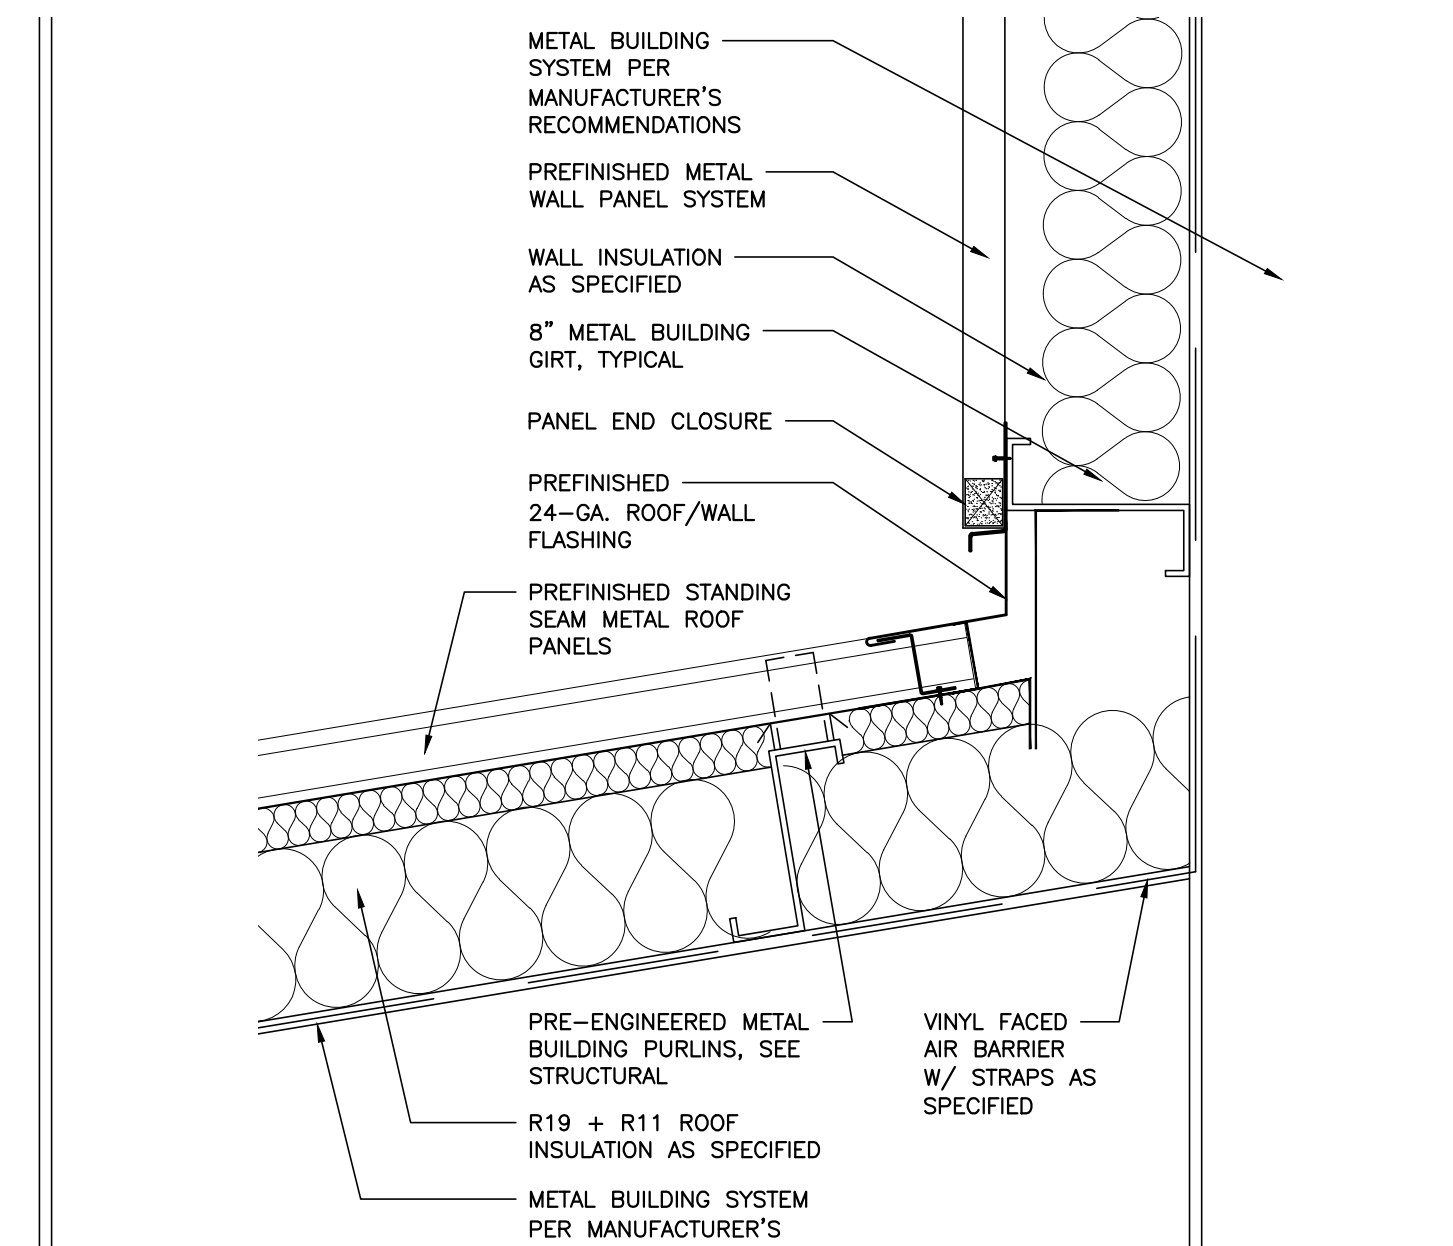 METAL BUILDING
SYSTEM PER
MANUFACTURER'S
RECOMMENDATIONS
PREFINISHED METAL
WALL PANEL SYSTEM
WALL INSULATION
AS SPECIFIED
8" METAL BUILDING
GIRT, TYPICAL
PANEL END CLOSURE
PREFINISHED
24-GA. ROOF/WALL
FLASHING
PREFINISHED STANDING
SEAM METAL ROOF
PANELS
PRE-ENGINEERED METAL
BUILDING PURLINS, SEE
STRUCTURAL
VINYL FACED
AIR BARRIER
W/ STRAPS AS
SPECIFIED
R19 + R11 ROOF
INSULATION AS SPECIFIED
METAL BUILDING SYSTEM
PER MANUFACTURER'S